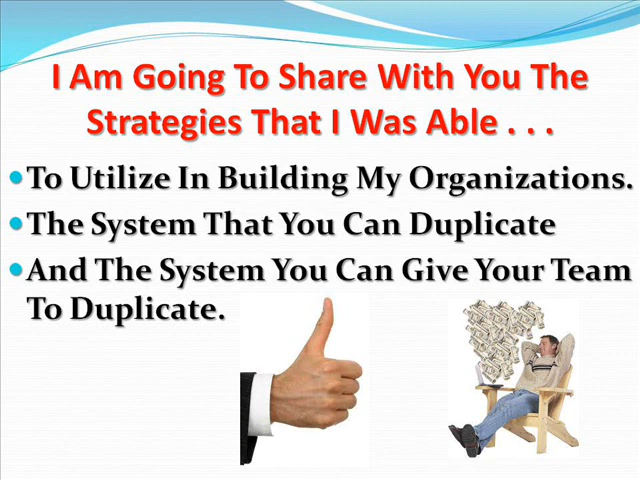 I Am Going To Share With You The
Strategies That I Was Able . . .
To Utilize In Building My Organizations.
The System That You Can Duplicate
And The System You Can Give Your Team
To Duplicate.